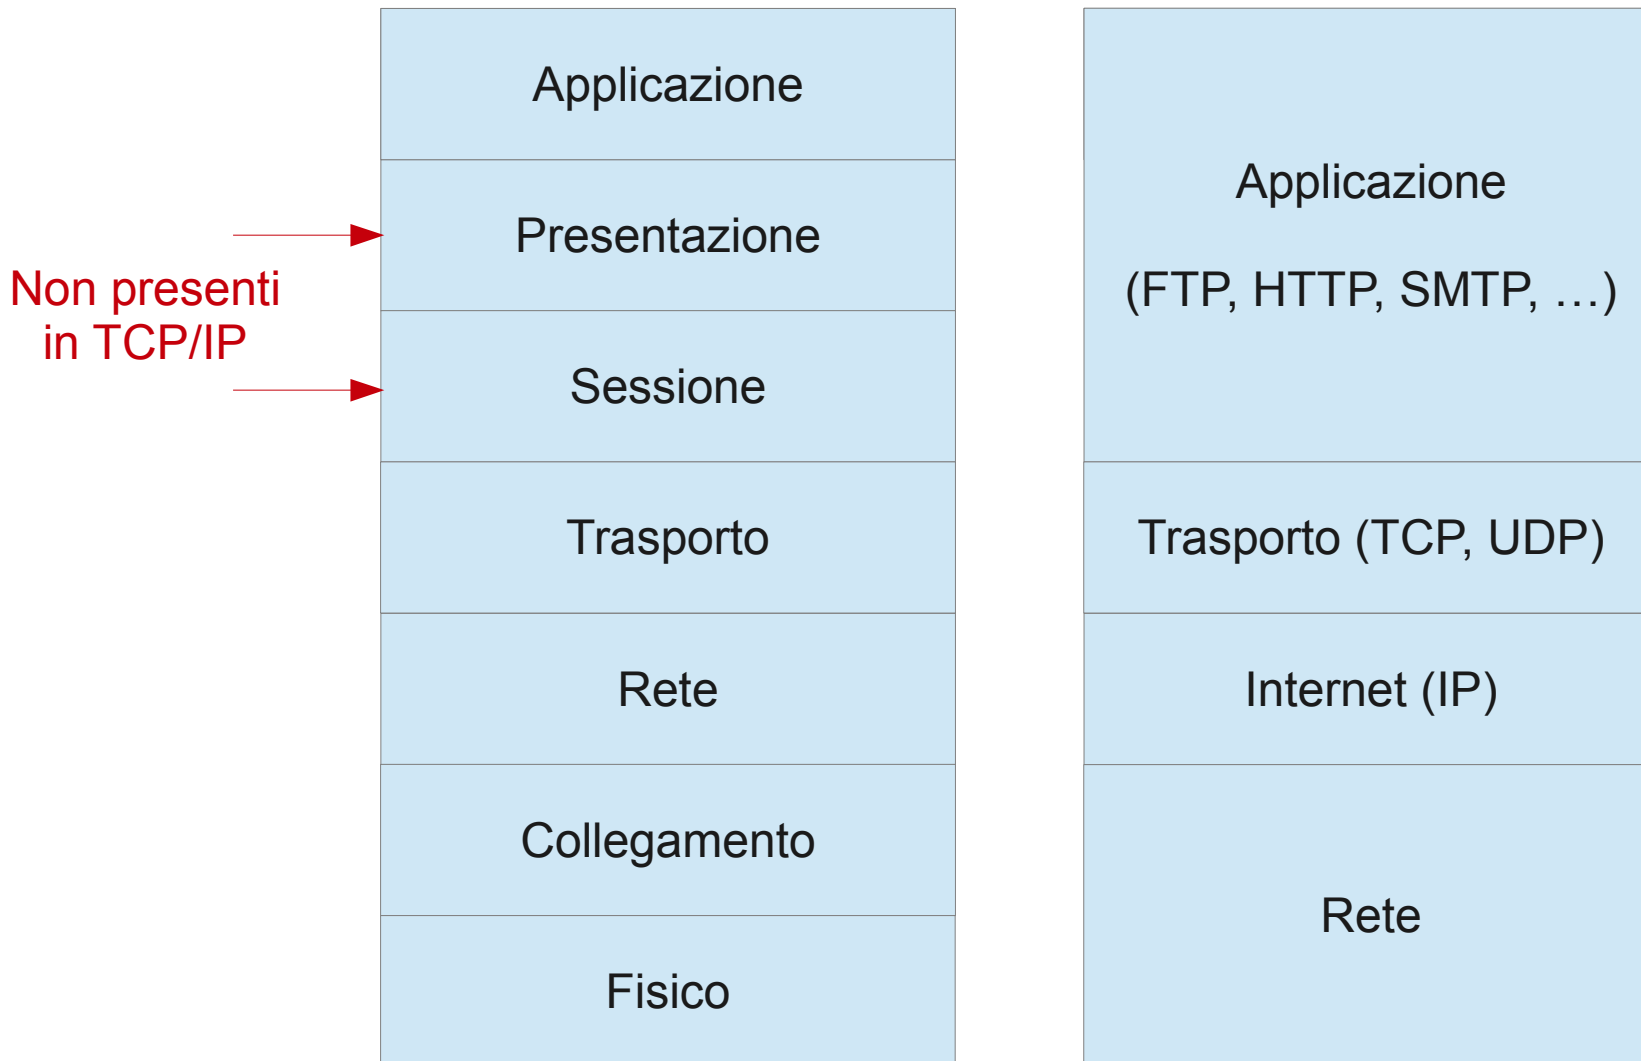 Non presenti
in TCP/IP
Applicazione
Presentazione
Sessione
Trasporto
Rete
Collegamento
Fisico
Applicazione
(FTP, HTTP, SMTP, …)
Trasporto (TCP, UDP)
Internet (IP)
Rete